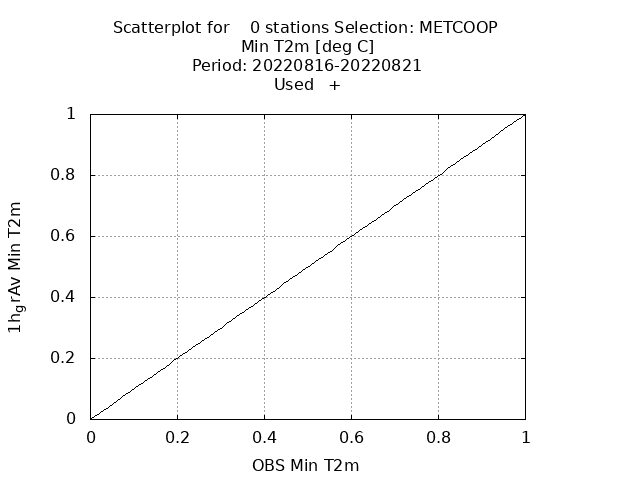 Scatterplot for    0 stations Selection: METCOOP
Min T2m [deg C]
Period: 20220816-20220821
Used   +
1
0.8
0.6
0.4
0.2
0
0 0.2 0.4 0.6 0.8 1
1hgrAv Min T2m
OBS Min T2m